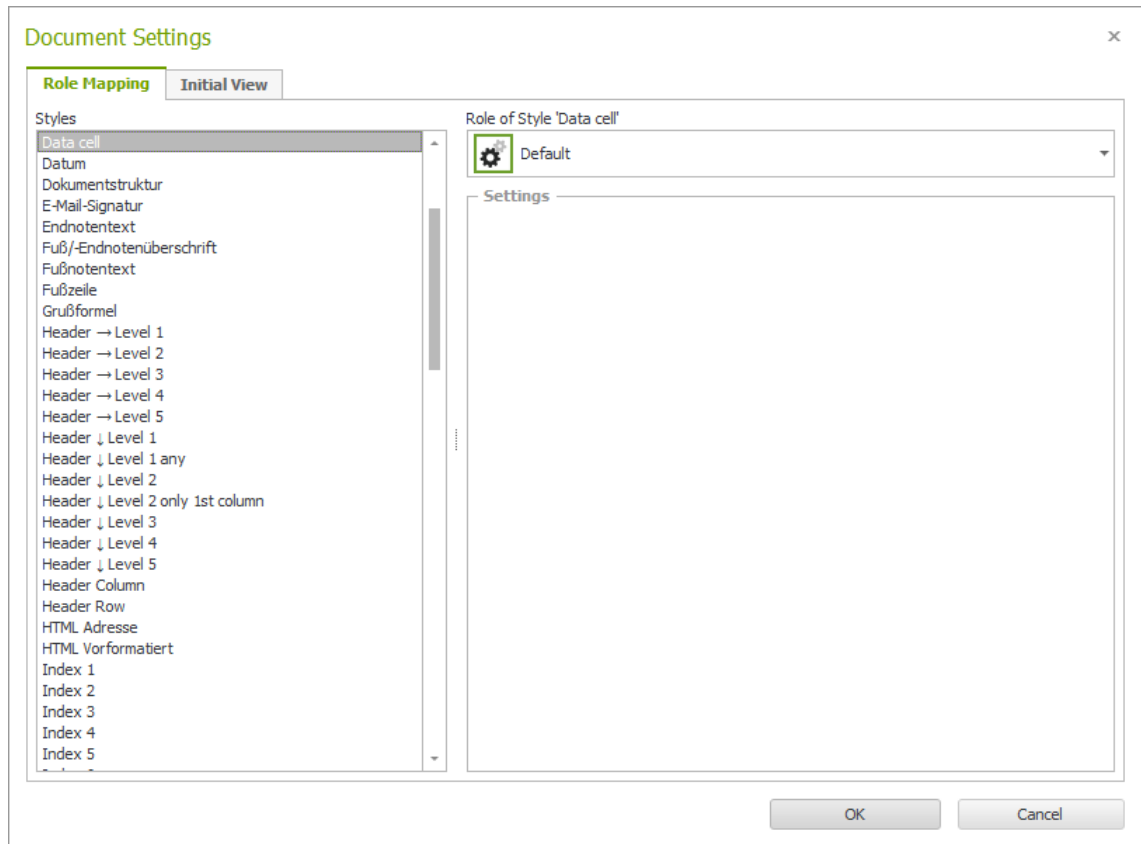 Document Settings
Role Mapping
Initial View
Styles
Data cell
Datum
Dokumentstruktur
E-Mail-Signatur
Endnotentext
Fuß/-Endnotenüberschrift
Fußnotentext
Fußzeile
Grußformel
Header → Level 1
Header → Level 2
Header → Level 3
Header → Level 4
Header → Level 5
Header ↓ Level 1
Header ↓ Level 1 any
Header ↓ Level 2
Header ↓ Level 2 only 1st column
Header ↓ Level 3
Header ↓ Level 4
Header ↓ Level 5
Header Column
Header Row
HTML Adresse
HTML Vorformatiert
Index 1
Index 2
Index 3
Index 4
Index 5
Role of Style 'Data cell'
Default
Settings
OK
Cancel